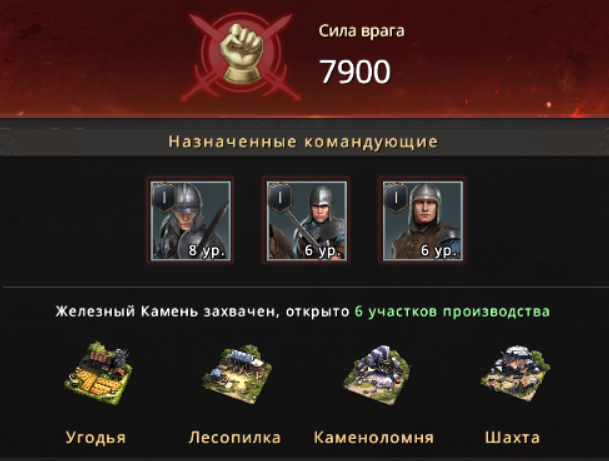 Сила врага
7900
Назначенные командующие
I I I
8 ур. 6 ур. 6 ур.
Железный Камень захвачен, открыто 6 участков производства
Угодья Лесопилка Каменоломня Шахта